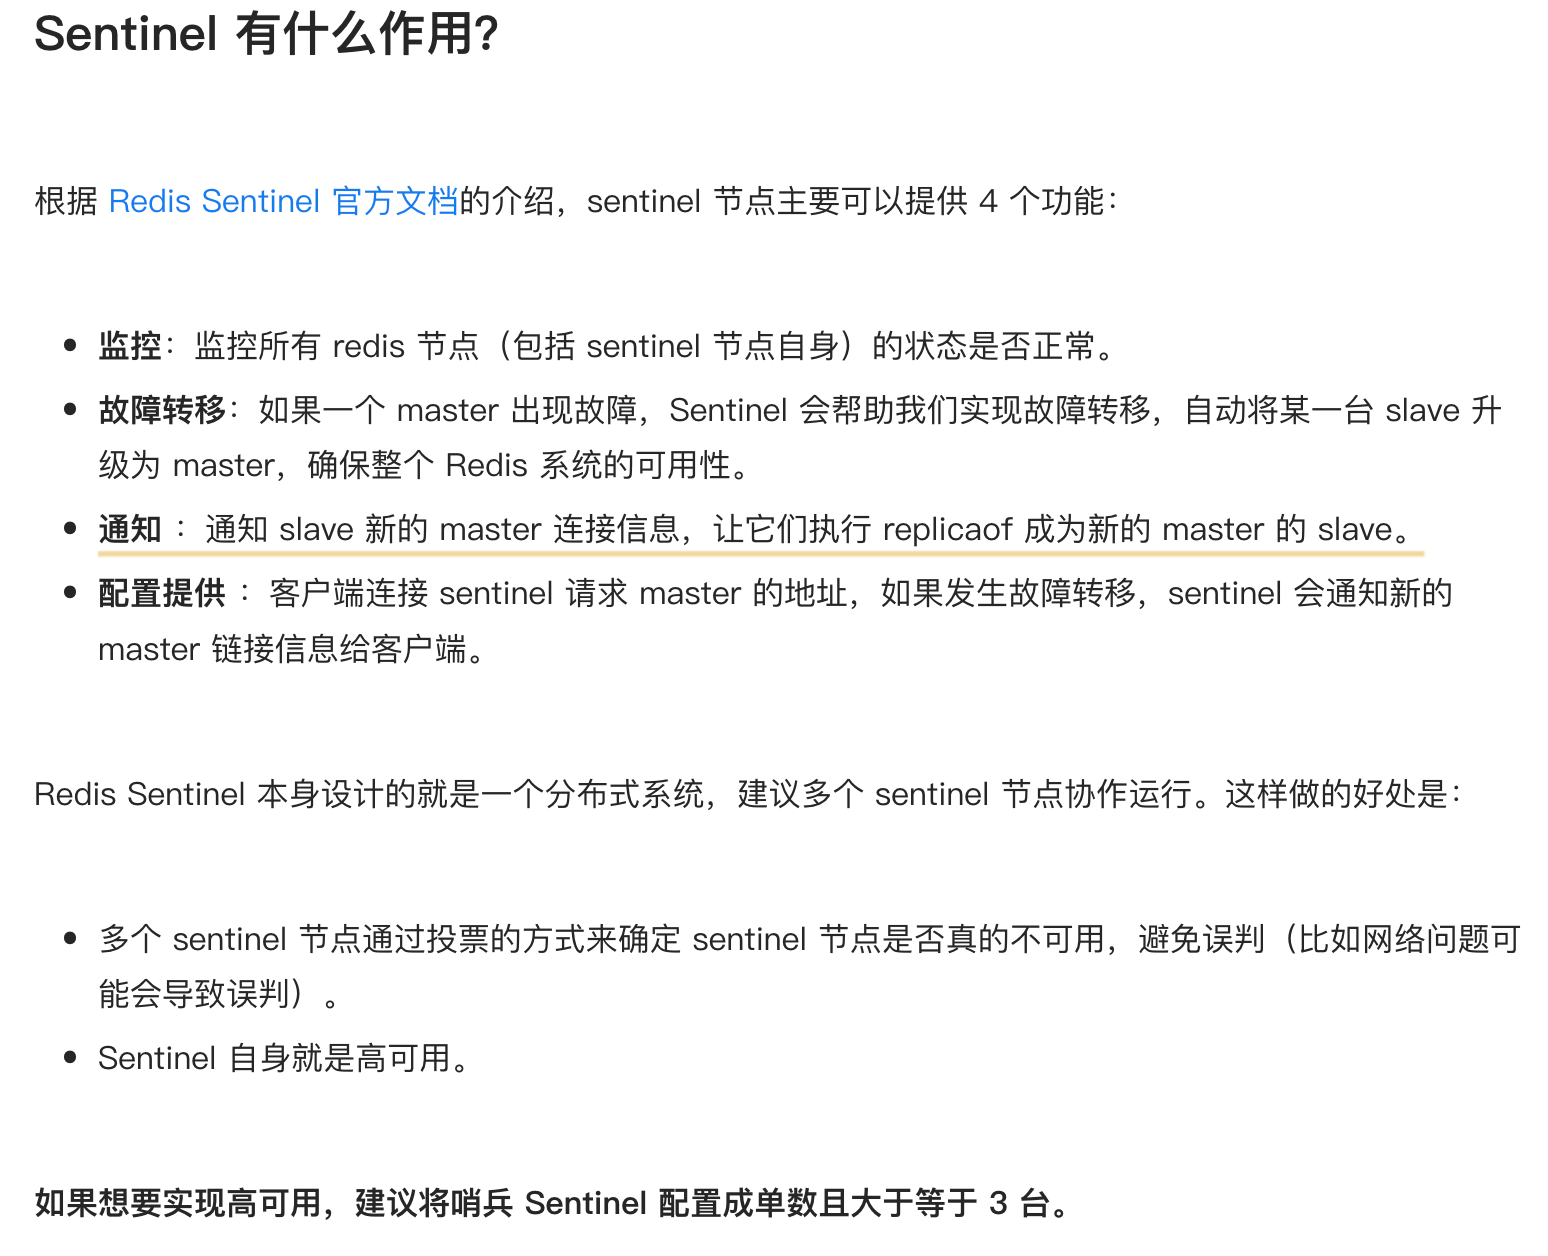 Sentinel 有什么作用?
根据 Redis Sentinel 官方文档的介绍，sentinel 节点主要可以提供 4 个功能：
• 监控：监控所有 redis 节点（包括 sentinel 节点自身）的状态是否正常。
• 故障转移：如果一个 master 出现故障，Sentinel 会帮助我们实现故障转移，自动将某一台 slave 升
级为 master，确保整个 Redis 系统的可用性。
• 通知 ：通知 slave 新的 master 连接信息，让它们执行 replicaof 成为新的 master 的 slave。
• 配置提供 ：客户端连接 sentinel 请求 master 的地址，如果发生故障转移，sentinel 会通知新的
master 链接信息给客户端。
Redis Sentinel 本身设计的就是一个分布式系统，建议多个 sentinel 节点协作运行。这样做的好处是：
• 多个 sentinel 节点通过投票的方式来确定 sentinel 节点是否真的不可用，避免误判（比如网络问题可
能会导致误判）。
• Sentinel 自身就是高可用。
如果想要实现高可用，建议将哨兵 Sentinel 配置成单数且大于等于 3 台。